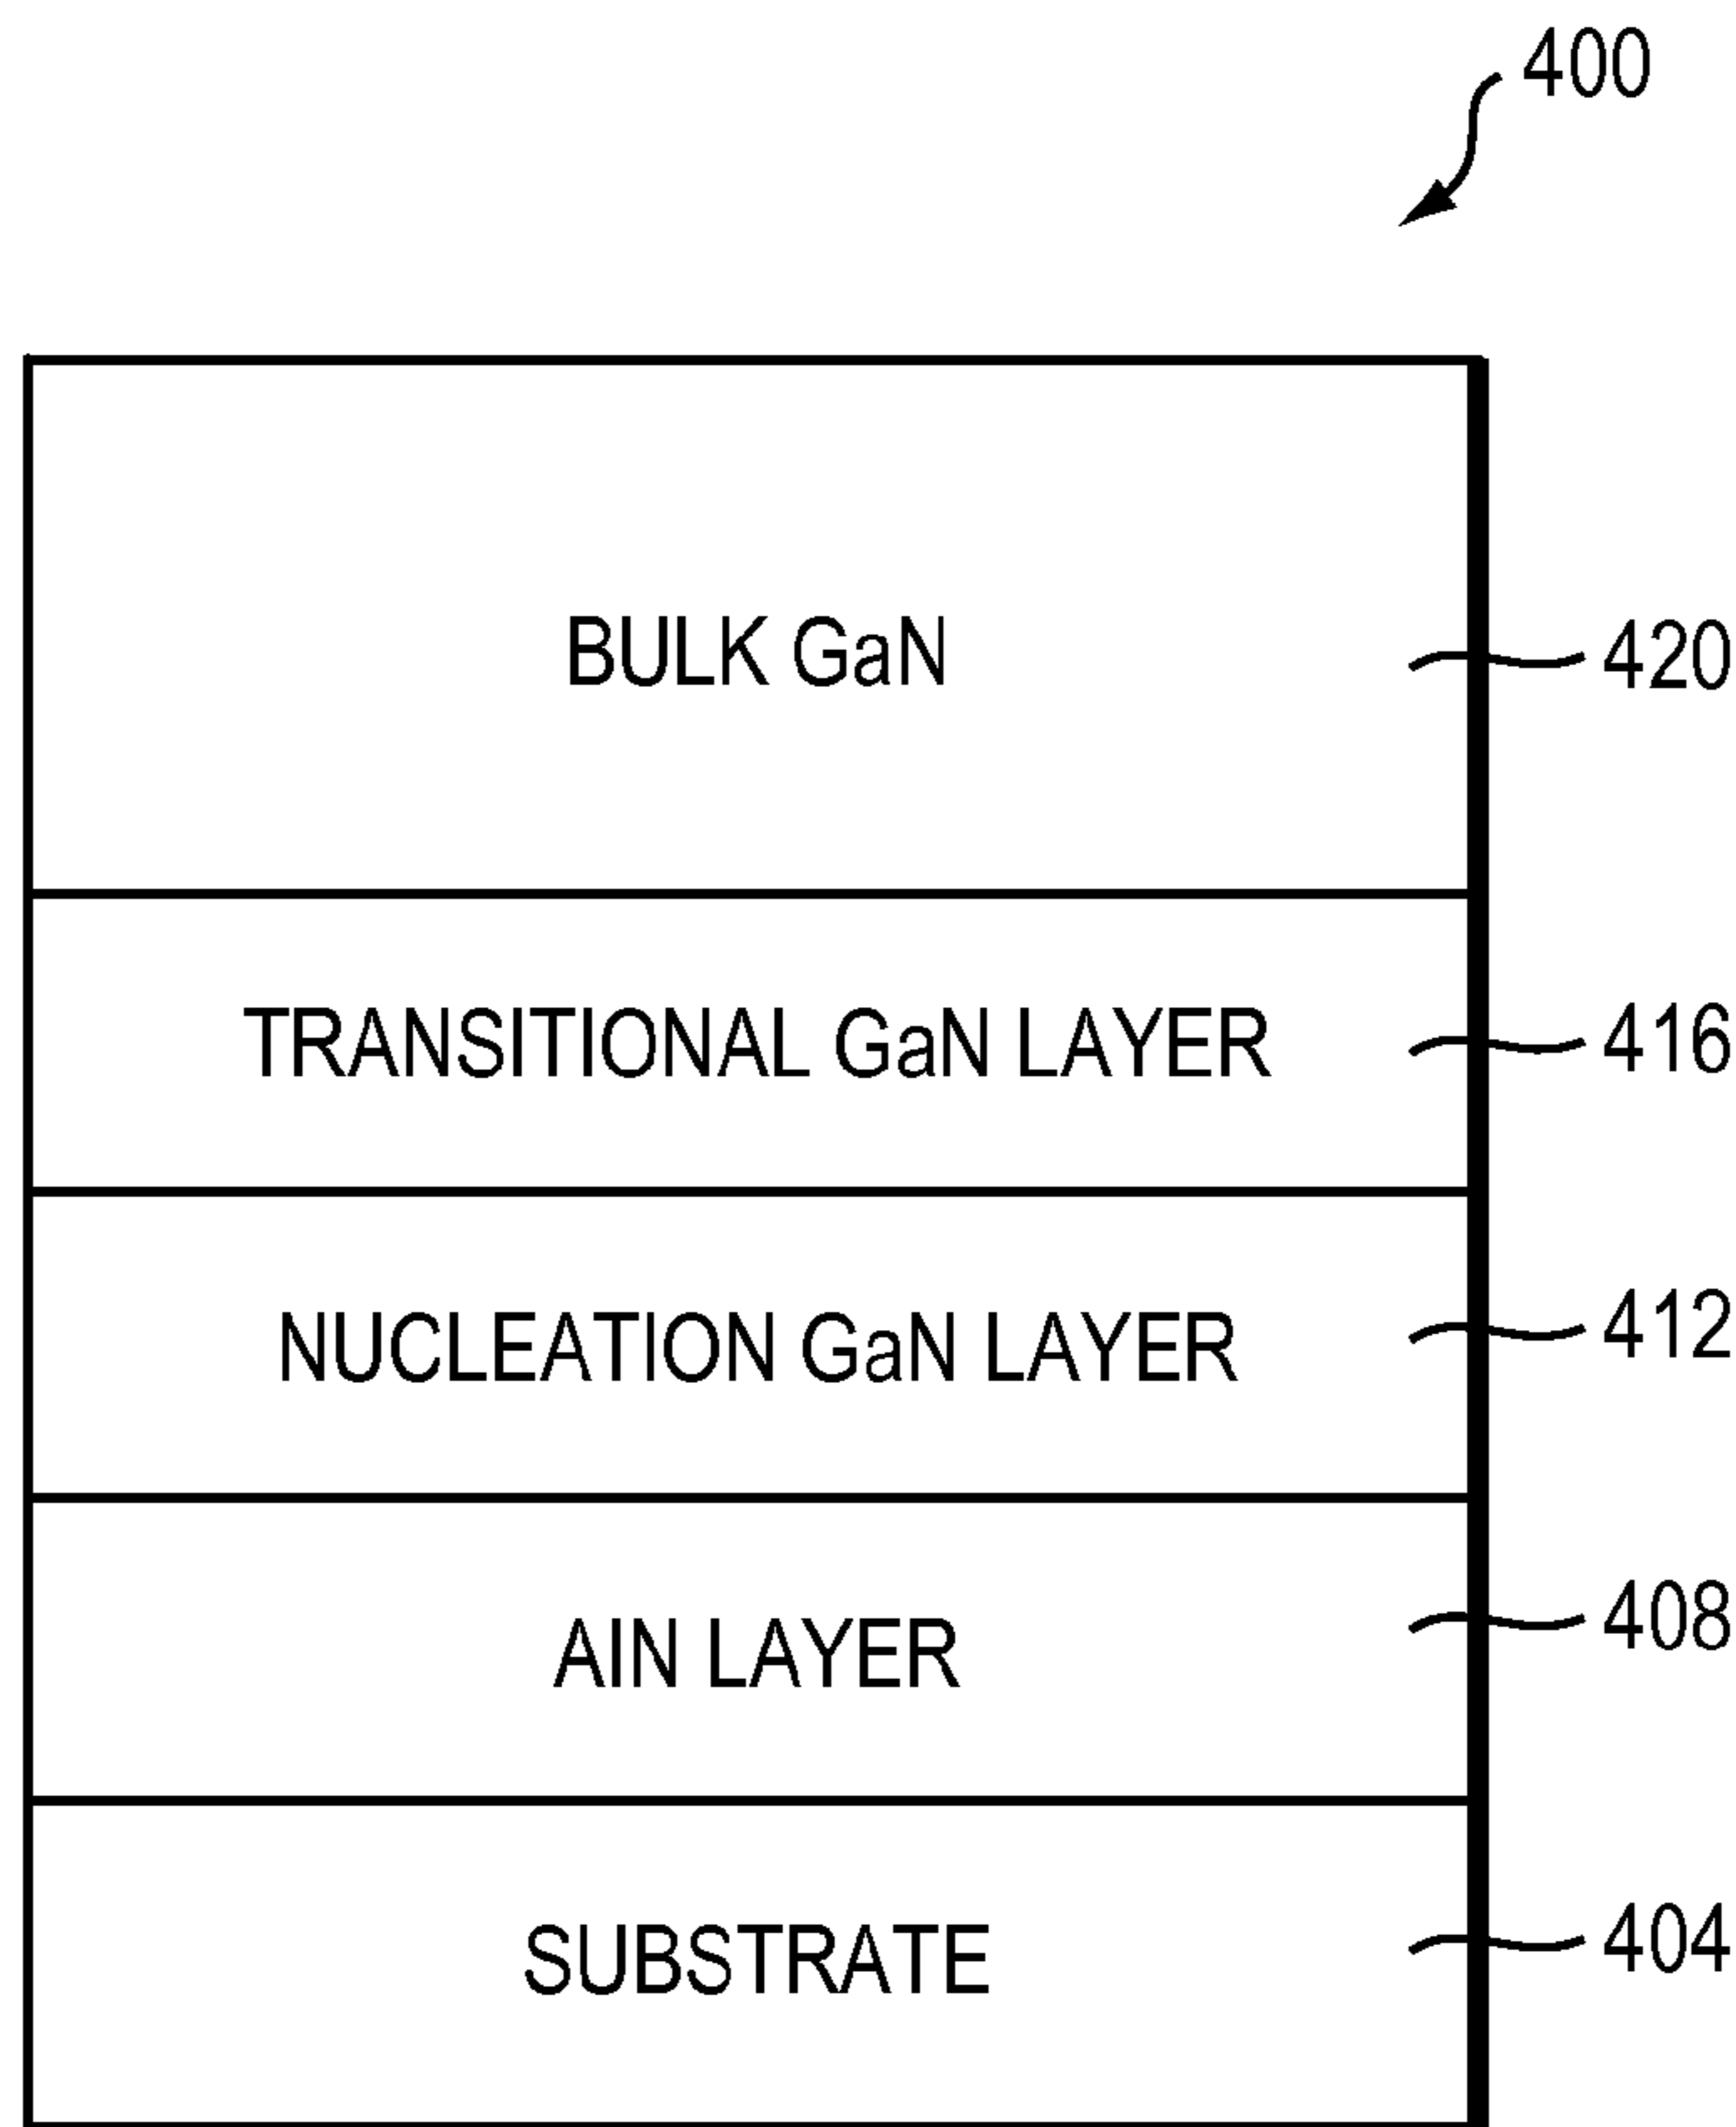 400
BULK GaN
420
TRANSITIONAL GaN LAYER
416
NUCLEATION GaN LAYER
412
AlN LAYER
408
SUBSTRATE
404